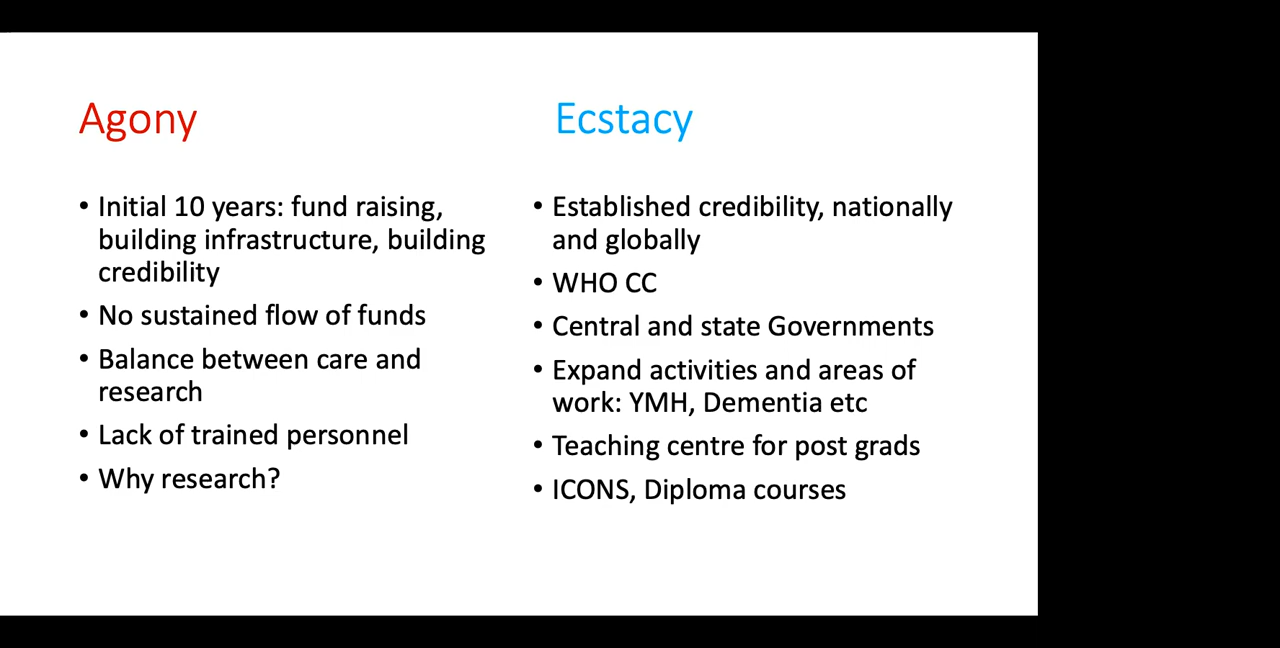 Agony
• Initial 10 years: fund raising,
building infrastructure, building
credibility
• No sustained flow of funds
• Balance between care and
research
• Lack of trained personnel
• Why research?
Ecstacy
• Established credibility, nationally
and globally
• WHO CC
• Central and state Governments
• Expand activities and areas of
work: YMH, Dementia etc
• Teaching centre for post grads
• ICONS, Diploma courses